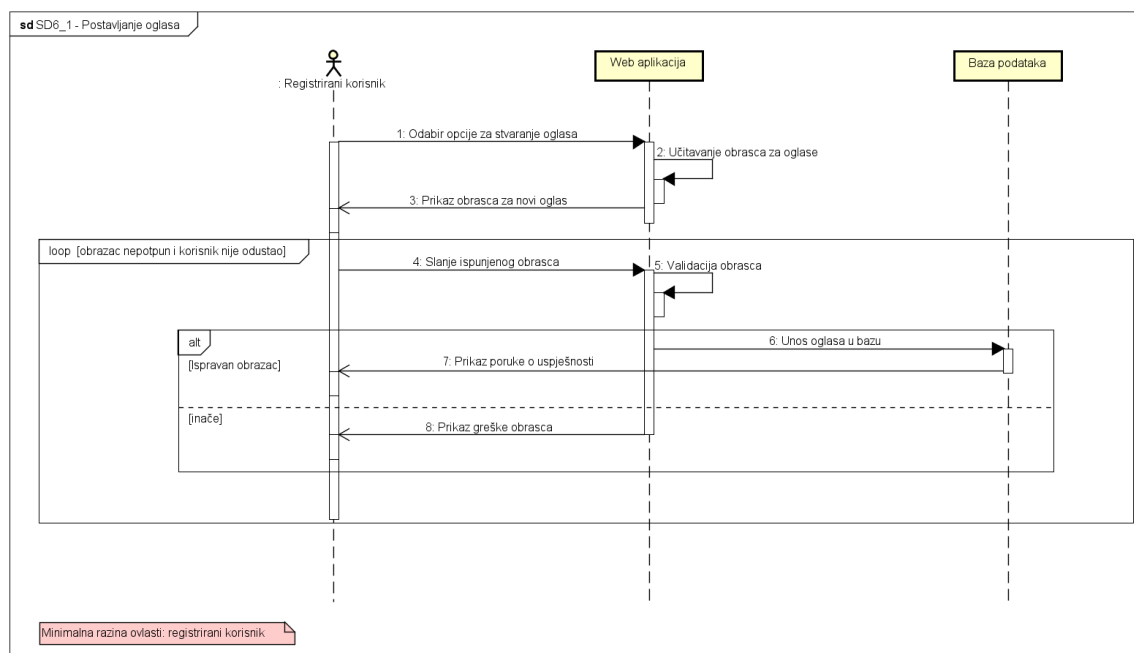 sd SD6_1 - Postavljanje oglasa
: Registrirani korisnik
Web aplikacija
Baza podataka
1: Odabir opcije za stvaranje oglasa
2: Učitavanje obrasca za oglase
3: Prikaz obrasca za novi oglas
loop [obrazac nepotpun i korisnik nije odustao]
4: Slanje ispunjenog obrasca
5: Validacija obrasca
alt
6: Unos oglasa u bazu
[Ispravan obrazac]
7: Prikaz poruke o uspješnosti
[inače]
8: Prikaz greške obrasca
Minimalna razina ovlasti: registrirani korisnik